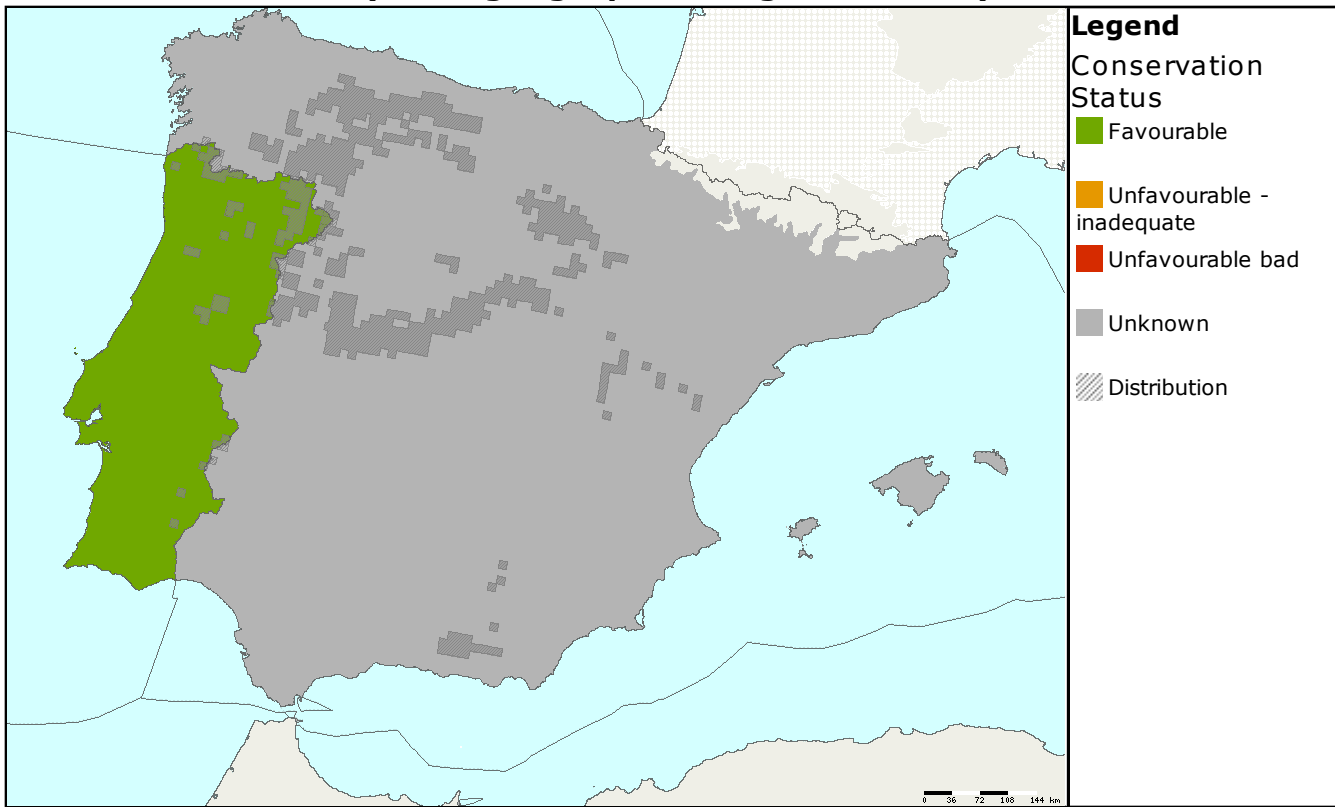 Legend
Conservation
Status
Favourable
Unfavourable -
inadequate
Unfavourable bad
Unknown
Distribution
0 36 72 108 144 km